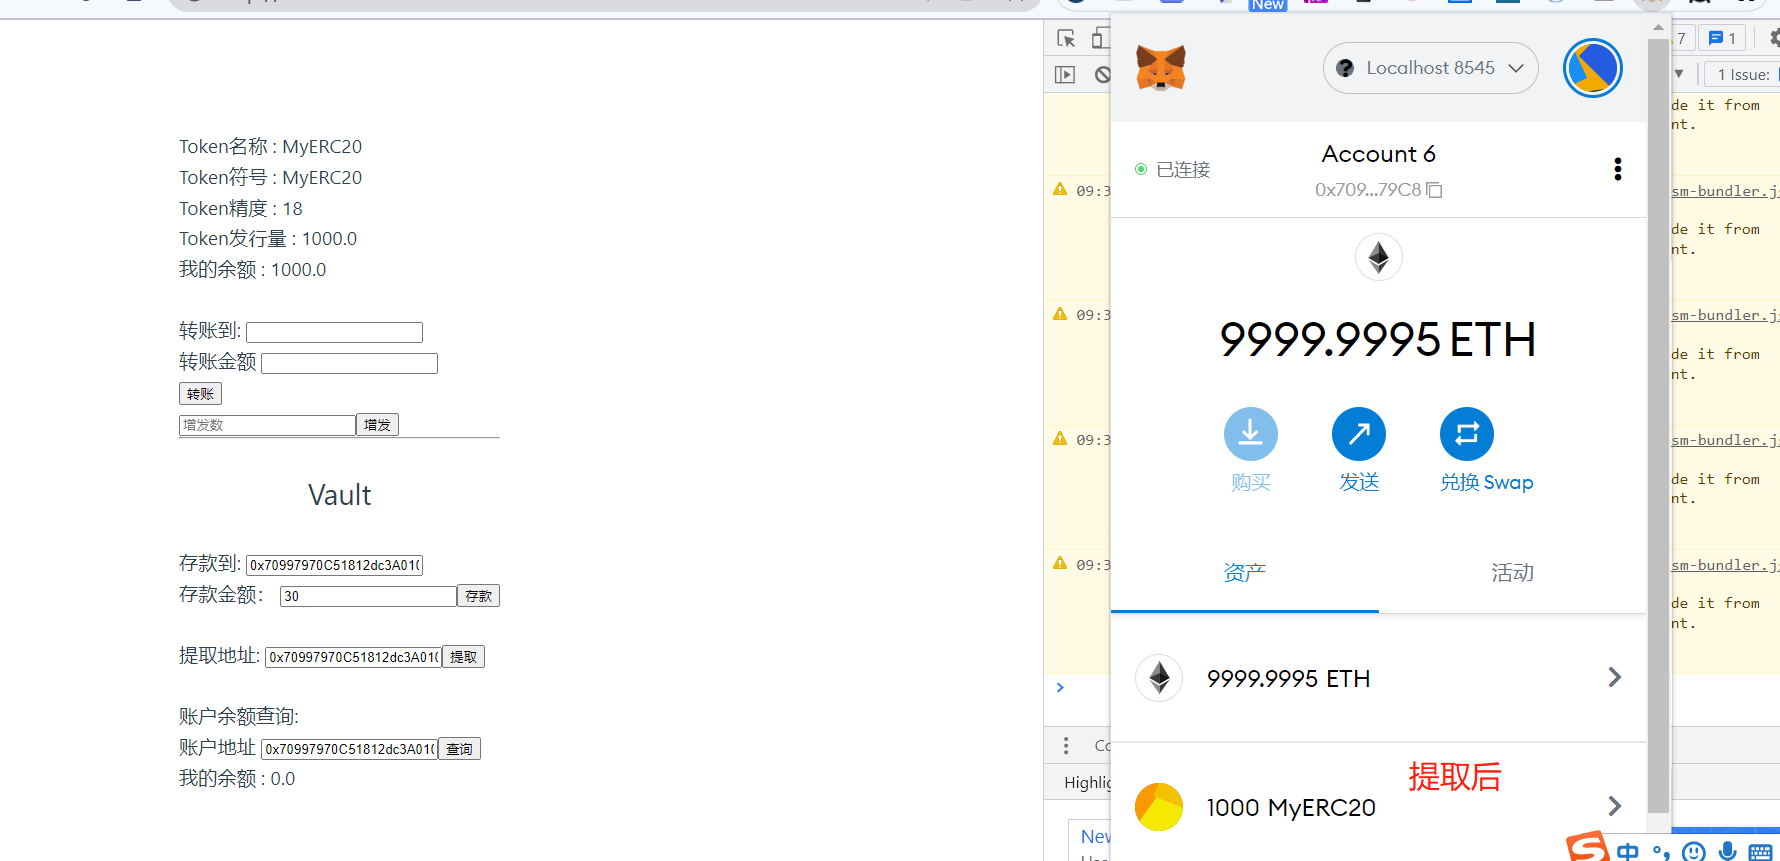 New
Token名称 : MyERC20
Token符号 : MyERC20
Token精度 : 18
Token发行量 : 1000.0
我的余额 : 1000.0
转账到:
转账金额
转账
增发数 增发
Vault
存款到: 0x70997970C51812dc3A01
存款金额： 30 存款
提取地址: 0x70997970C51812dc3A01 提取
账户余额查询:
账户地址 0x70997970C51812dc3A01 查询
我的余额 : 0.0
Localhost 8545
已连接
Account 6
0x709...79C8
9999.9995 ETH
购买 发送 兑换 Swap
资产 活动
9999.9995 ETH
提取后
1000 MyERC20
7 1
1 Issue:
de it from
nt.
09:3 sm-bundler.js
de it from
nt.
09:3 sm-bundler.js
de it from
nt.
09:3 sm-bundler.js
de it from
nt.
09:3 sm-bundler.js
de it from
nt.
Highlig
New
中